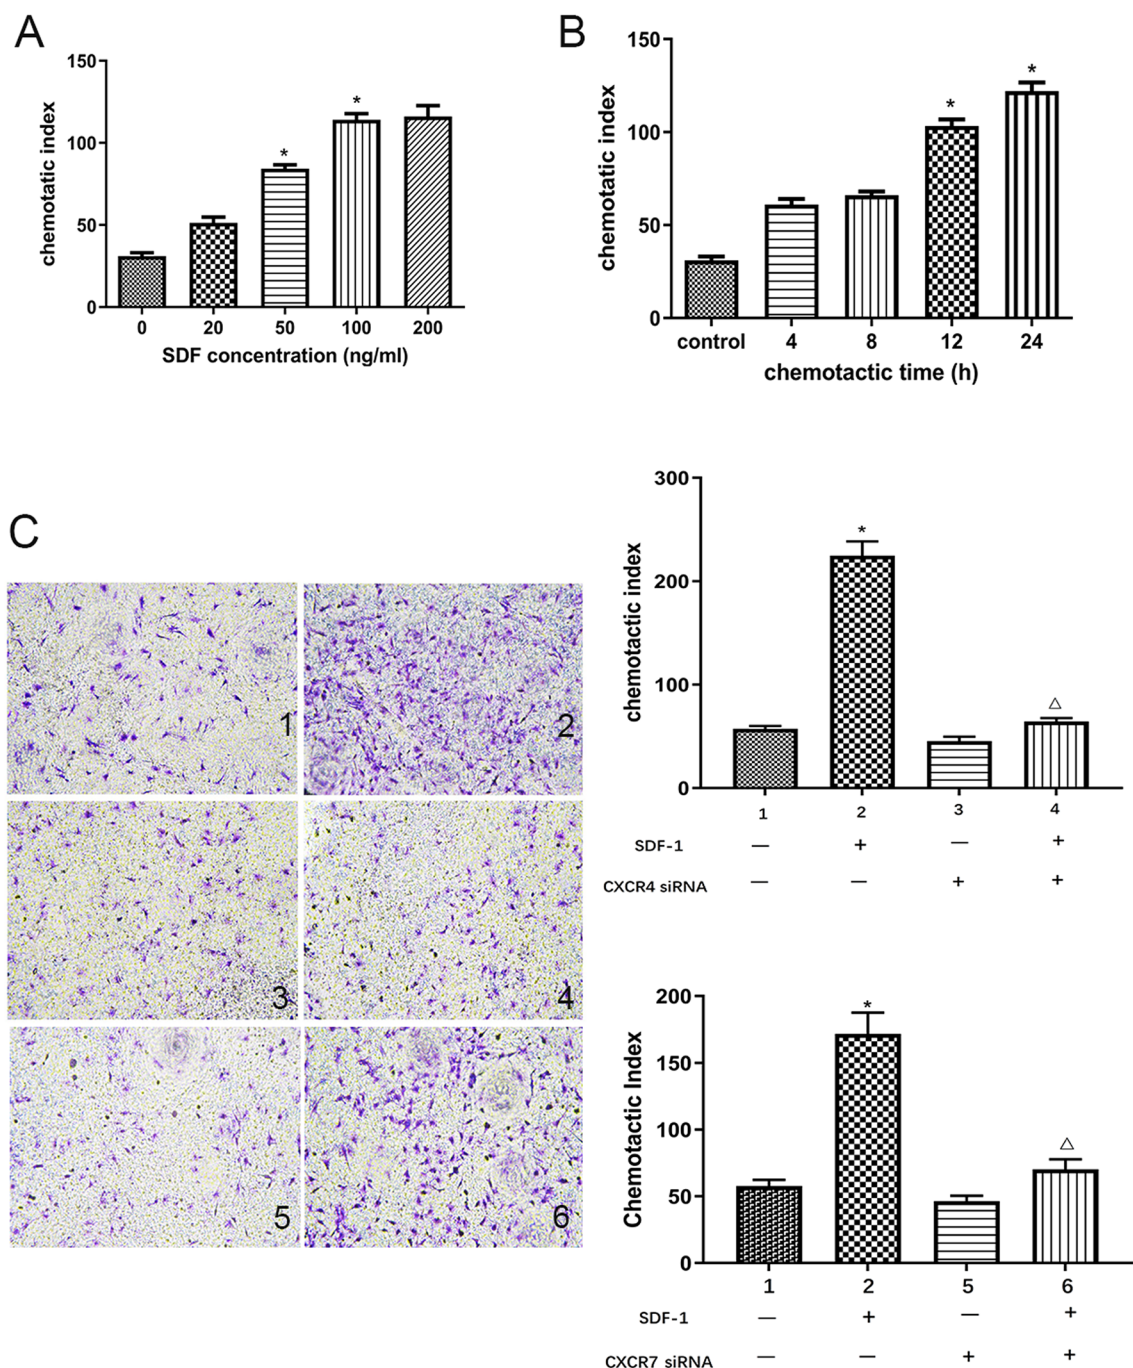 A
150
100
50
0
chemotatic index
*
*
0 20 50 100 200
SDF concentration (ng/ml)
B
150
100
50
0
chemotatic index
*
*
control 4 8 12 24
chemotactic time (h)
C
1
2
3
4
5
6
300
200
100
0
chemotactic index
*
△
1 2 3 4
SDF-1 — + — +
CXCR4 siRNA — — + +
200
150
100
50
0
Chemotactic Index
*
△
1 2 5 6
SDF-1 — + — +
CXCR7 siRNA — — + +